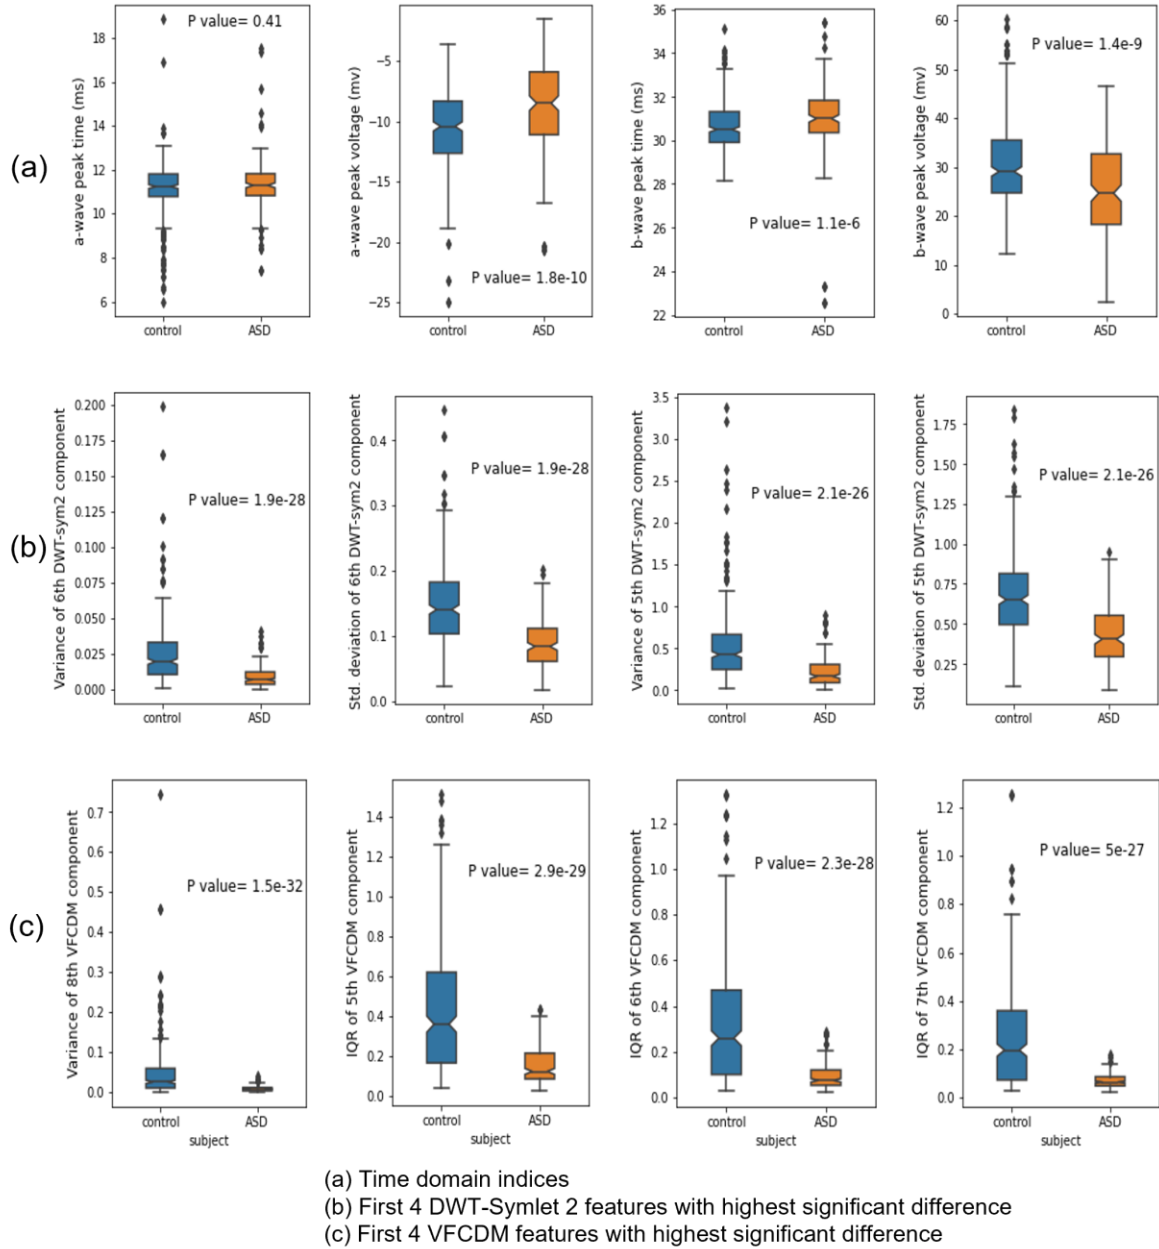 P value= 0.41
18
16
14
12
10
8
6
a-wave peak time (ms)
control
ASD
P value= 1.8e-10
−5
−10
−15
−20
−25
a-wave peak voltage (mv)
control
ASD
P value= 1.1e-6
36
34
32
30
28
26
24
22
b-wave peak time (ms)
control
ASD
P value= 1.4e-9
60
50
40
30
20
10
0
b-wave peak voltage (mv)
control
ASD
(a)
P value= 1.9e-28
0.200
0.175
0.150
0.125
0.100
0.075
0.050
0.025
0.000
Variance of 6th DWT-sym2 component
control
ASD
P value= 1.9e-28
0.4
0.3
0.2
0.1
0.0
Std. deviation of 6th DWT-sym2 component
control
ASD
P value= 2.1e-26
3.5
3.0
2.5
2.0
1.5
1.0
0.5
0.0
Variance of 5th DWT-sym2 component
control
ASD
P value= 2.1e-26
1.75
1.50
1.25
1.00
0.75
0.50
0.25
Std. deviation of 5th DWT-sym2 component
control
ASD
(b)
P value= 1.5e-32
0.7
0.6
0.5
0.4
0.3
0.2
0.1
0.0
Variance of 8th VFCDM component
control
ASD
subject
P value= 2.9e-29
1.4
1.2
1.0
0.8
0.6
0.4
0.2
0.0
IQR of 5th VFCDM component
control
ASD
subject
P value= 2.3e-28
1.2
1.0
0.8
0.6
0.4
0.2
0.0
IQR of 6th VFCDM component
control
ASD
subject
P value= 5e-27
1.2
1.0
0.8
0.6
0.4
0.2
0.0
IQR of 7th VFCDM component
control
ASD
subject
(c)
(a) Time domain indices
(b) First 4 DWT-Symlet 2 features with highest significant difference
(c) First 4 VFCDM features with highest significant difference